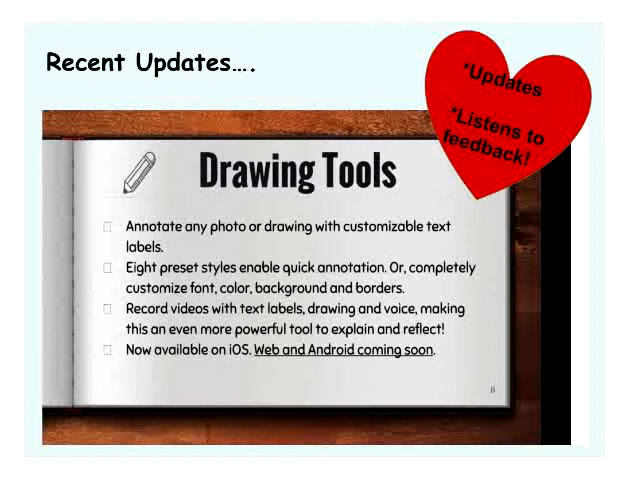 Recent Updates….
*Updates
*Listens to
feedback!
Drawing Tools
Annotate any photo or drawing with customizable text
labels.
Eight preset styles enable quick annotation. Or, completely
customize font, color, background and borders.
Record videos with text labels, drawing and voice, making
this an even more powerful tool to explain and reflect!
Now available on iOS. Web and Android coming soon.
8